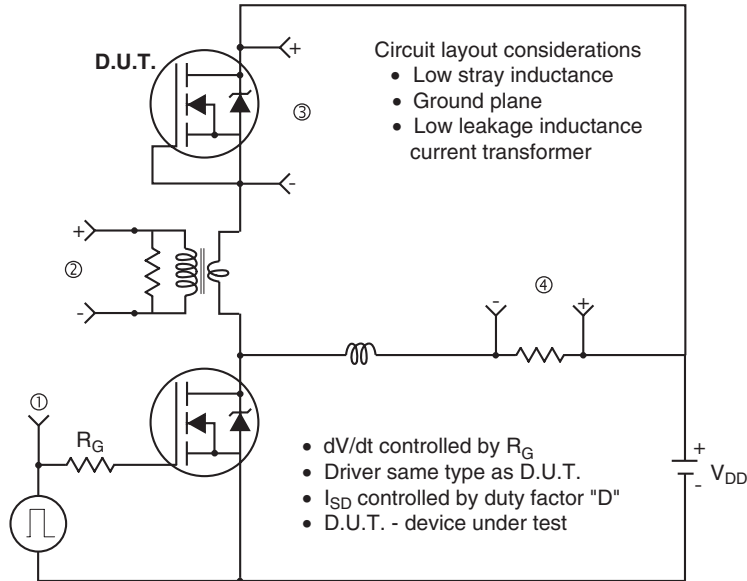 D.U.T.
+
③
-
Circuit layout considerations
• Low stray inductance
• Ground plane
• Low leakage inductance
current transformer
+
②
-
④
-
+
①
R_G
• dV/dt controlled by R_G
• Driver same type as D.U.T.
• I_SD controlled by duty factor "D"
• D.U.T. - device under test
+
V_DD
-